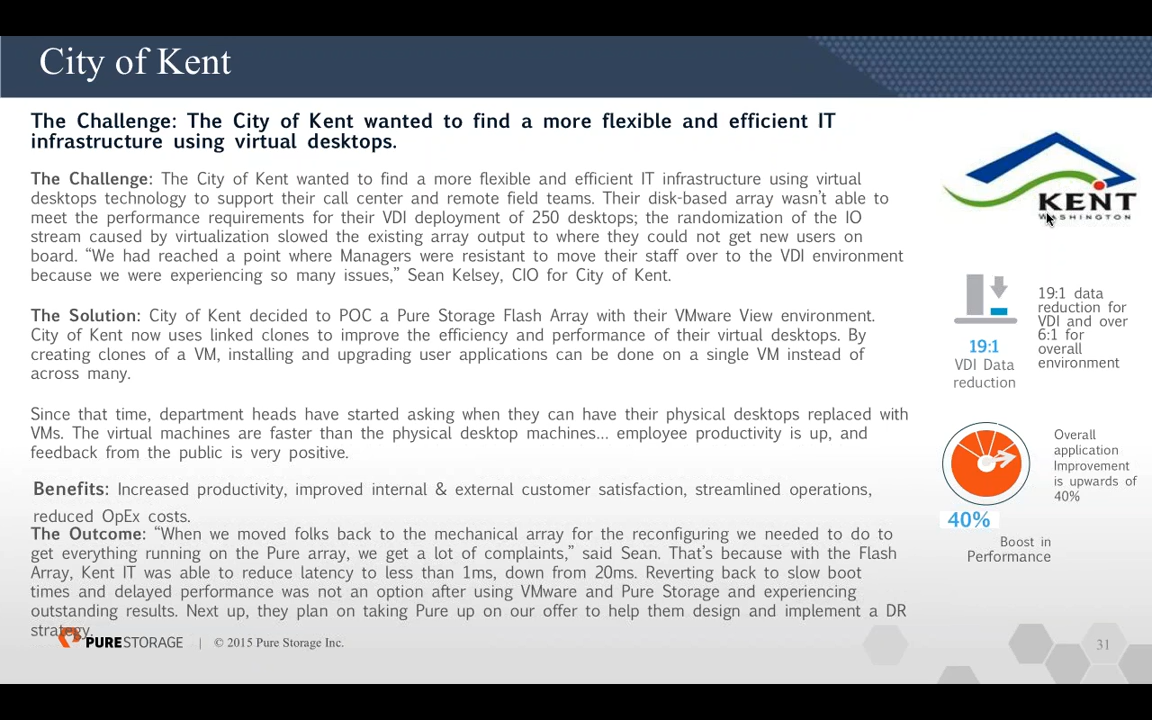 City of Kent
The Challenge: The City of Kent wanted to find a more flexible and efficient IT
infrastructure using virtual desktops.
The Challenge: The City of Kent wanted to find a more flexible and efficient IT infrastructure using virtual
desktops technology to support their call center and remote field teams. Their disk-based array wasn't able to
meet the performance requirements for their VDI deployment of 250 desktops; the randomization of the IO
stream caused by virtualization slowed the existing array output to where they could not get new users on
board. “We had reached a point where Managers were resistant to move their staff over to the VDI environment
because we were experiencing so many issues,” Sean Kelsey, CIO for City of Kent.
The Solution: City of Kent decided to POC a Pure Storage Flash Array with their VMware View environment.
City of Kent now uses linked clones to improve the efficiency and performance of their virtual desktops. By
creating clones of a VM, installing and upgrading user applications can be done on a single VM instead of
across many.
Since that time, department heads have started asking when they can have their physical desktops replaced with
VMs. The virtual machines are faster than the physical desktop machines... employee productivity is up, and
feedback from the public is very positive.
Benefits: Increased productivity, improved internal & external customer satisfaction, streamlined operations,
reduced OpEx costs.
The Outcome: “When we moved folks back to the mechanical array for the reconfiguring we needed to do to
get everything running on the Pure array, we get a lot of complaints,” said Sean. That's because with the Flash
Array, Kent IT was able to reduce latency to less than 1ms, down from 20ms. Reverting back to slow boot
times and delayed performance was not an option after using VMware and Pure Storage and experiencing
outstanding results. Next up, they plan on taking Pure up on our offer to help them design and implement a DR
strategy.
KENT
WASHINGTON
19:1
VDI Data
reduction
19:1 data
reduction for
VDI and over
6:1 for
overall
environment
40%
Boost in
Performance
Overall
application
Improvement
is upwards of
40%
PURESTORAGE | © 2015 Pure Storage Inc.
31